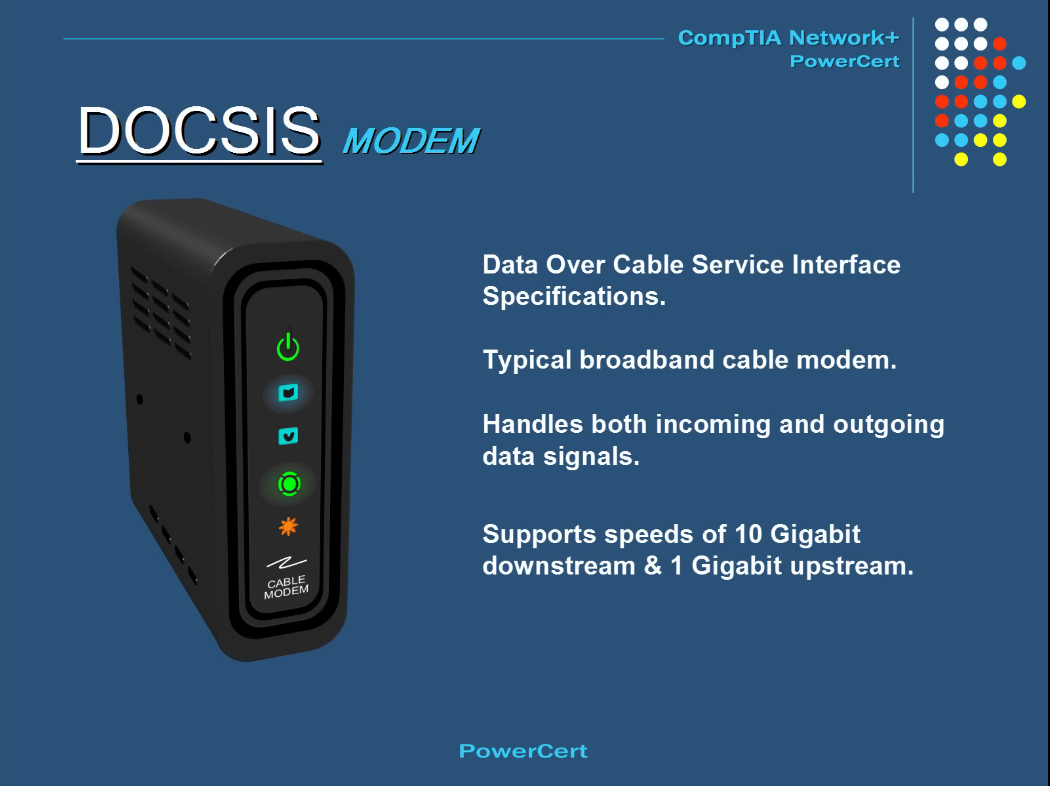 CompTIA Network+
PowerCert
DOCSIS MODEM
Data Over Cable Service Interface
Specifications.
Typical broadband cable modem.
Handles both incoming and outgoing
data signals.
Supports speeds of 10 Gigabit
downstream & 1 Gigabit upstream.
CABLE
MODEM
PowerCert